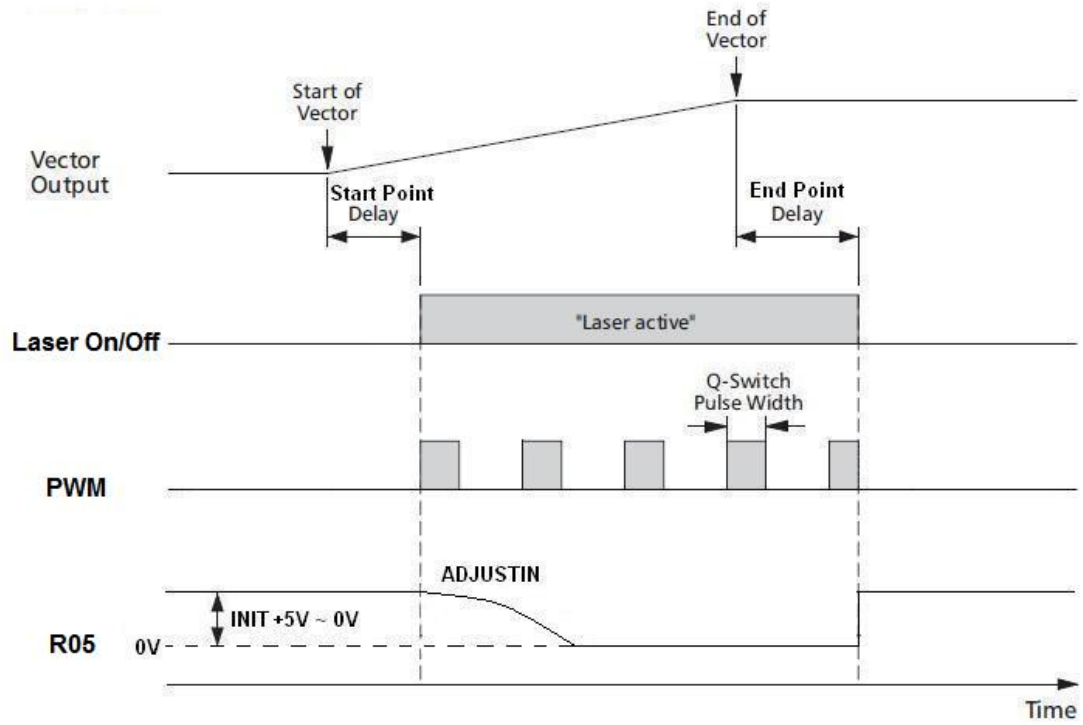 End of
Vector
Start of
Vector
Vector
Output
Start Point
Delay
End Point
Delay
"Laser active"
Laser On/Off
Q-Switch
Pulse Width
PWM
ADJUSTIN
INIT +5V ~ 0V
R05
0V
Time